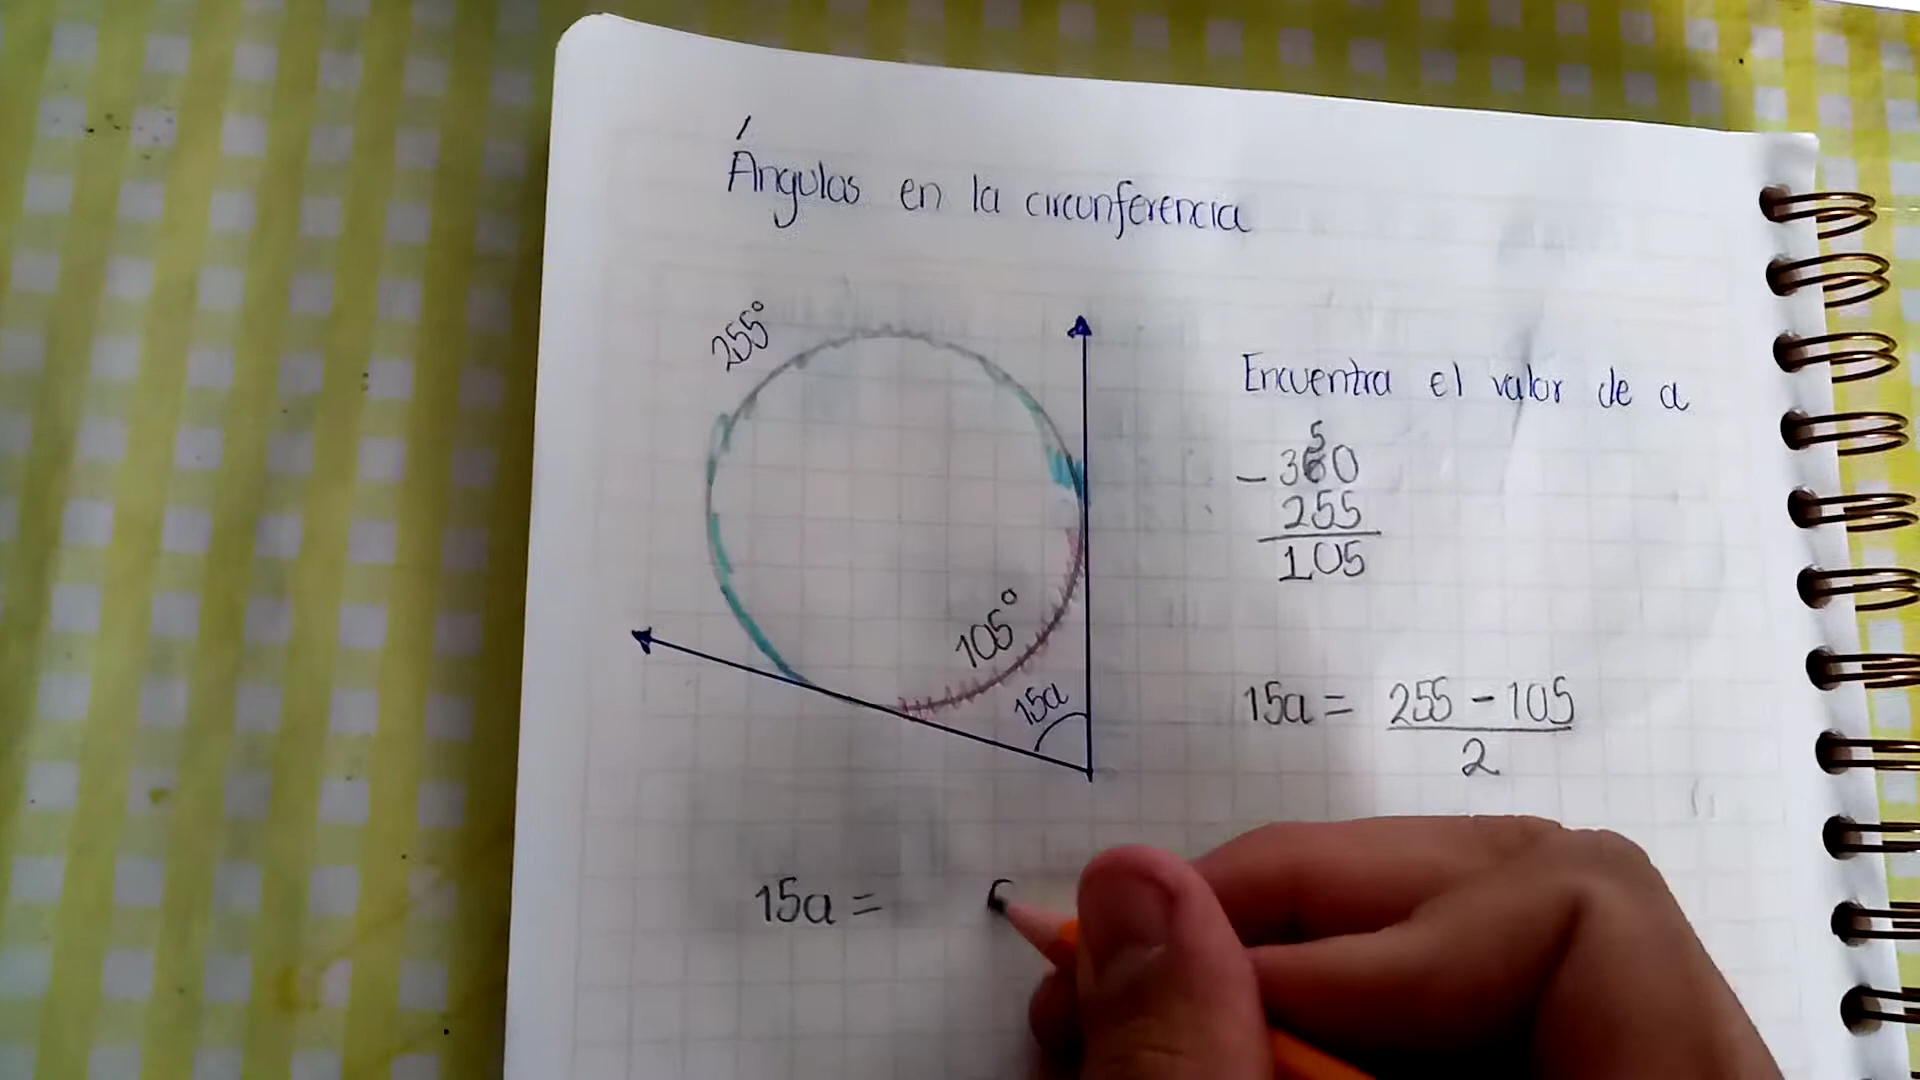 Ángulos en la circunferencia
255°
Encuentra el valor de a
5
- 360
255
105
105°
15a
15a = 255 - 105
2
15a =